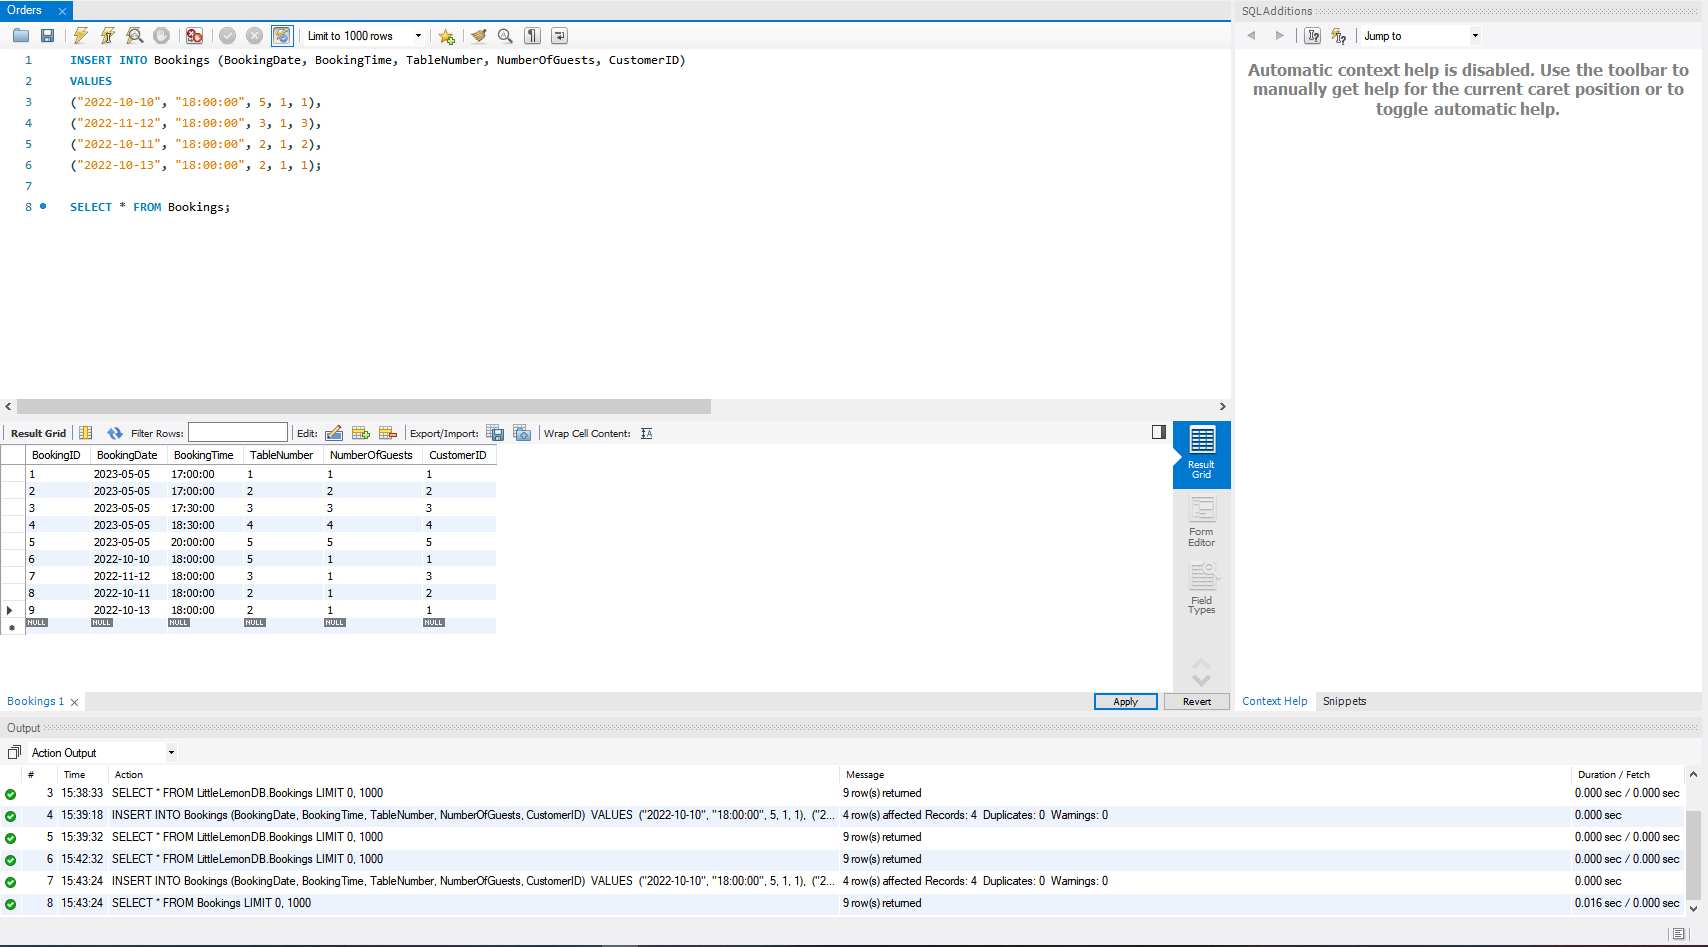 Orders
Limit to 1000 rows
1 INSERT INTO Bookings (BookingDate, BookingTime, TableNumber, NumberOfGuests, CustomerID)
2 VALUES
3 ("2022-10-10", "18:00:00", 5, 1, 1),
4 ("2022-11-12", "18:00:00", 3, 1, 3),
5 ("2022-10-11", "18:00:00", 2, 1, 2),
6 ("2022-10-13", "18:00:00", 2, 1, 1);
7
8 SELECT * FROM Bookings;
SQLAdditions
Jump to
Automatic context help is disabled. Use the toolbar to
manually get help for the current caret position or to
toggle automatic help.
Result Grid Filter Rows: Edit: Export/Import: Wrap Cell Content:
BookingID BookingDate BookingTime TableNumber NumberOfGuests CustomerID
1 2023-05-05 17:00:00 1 1 1
2 2023-05-05 17:00:00 2 2 2
3 2023-05-05 17:30:00 3 3 3
4 2023-05-05 18:30:00 4 4 4
5 2023-05-05 20:00:00 5 5 5
6 2022-10-10 18:00:00 5 1 1
7 2022-11-12 18:00:00 3 1 3
8 2022-10-11 18:00:00 2 1 2
9 2022-10-13 18:00:00 2 1 1
NULL NULL NULL NULL NULL NULL
Result
Grid
Form
Editor
Field
Types
Bookings 1
Apply Revert
Context Help Snippets
Output
Action Output
# Time Action Message Duration / Fetch
3 15:38:33 SELECT * FROM LittleLemonDB.Bookings LIMIT 0, 1000 9 row(s) returned 0.000 sec / 0.000 sec
4 15:39:18 INSERT INTO Bookings (BookingDate, BookingTime, TableNumber, NumberOfGuests, CustomerID) VALUES ("2022-10-10", "18:00:00", 5, 1, 1), ("2... 4 row(s) affected Records: 4 Duplicates: 0 Warnings: 0 0.000 sec
5 15:39:32 SELECT * FROM LittleLemonDB.Bookings LIMIT 0, 1000 9 row(s) returned 0.000 sec / 0.000 sec
6 15:42:32 SELECT * FROM LittleLemonDB.Bookings LIMIT 0, 1000 9 row(s) returned 0.000 sec / 0.000 sec
7 15:43:24 INSERT INTO Bookings (BookingDate, BookingTime, TableNumber, NumberOfGuests, CustomerID) VALUES ("2022-10-10", "18:00:00", 5, 1, 1), ("2... 4 row(s) affected Records: 4 Duplicates: 0 Warnings: 0 0.000 sec
8 15:43:24 SELECT * FROM Bookings LIMIT 0, 1000 9 row(s) returned 0.016 sec / 0.000 sec